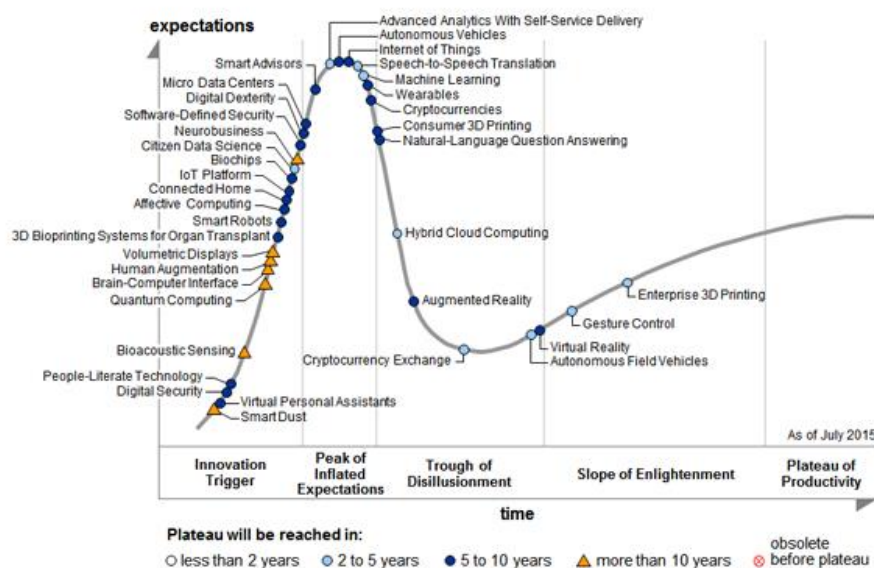 expectations
Advanced Analytics With Self-Service Delivery
Autonomous Vehicles
Internet of Things
Smart Advisors
Speech-to-Speech Translation
Machine Learning
Micro Data Centers
Wearables
Digital Dexterity
Cryptocurrencies
Software-Defined Security
Consumer 3D Printing
Neurobusiness
Natural-Language Question Answering
Citizen Data Science
Biochips
IoT Platform
Connected Home
Affective Computing
Smart Robots
3D Bioprinting Systems for Organ Transplant
Hybrid Cloud Computing
Volumetric Displays
Human Augmentation
Brain-Computer Interface
Quantum Computing
Enterprise 3D Printing
Augmented Reality
Gesture Control
Virtual Reality
Bioacoustic Sensing
Cryptocurrency Exchange
Autonomous Field Vehicles
People-Literate Technology
Digital Security
Virtual Personal Assistants
Smart Dust
As of July 2015
Innovation
Trigger
Peak of
Inflated
Expectations
Trough of
Disillusionment
Slope of Enlightenment
Plateau of
Productivity
time
Plateau will be reached in:
less than 2 years
2 to 5 years
5 to 10 years
more than 10 years
obsolete
before plateau